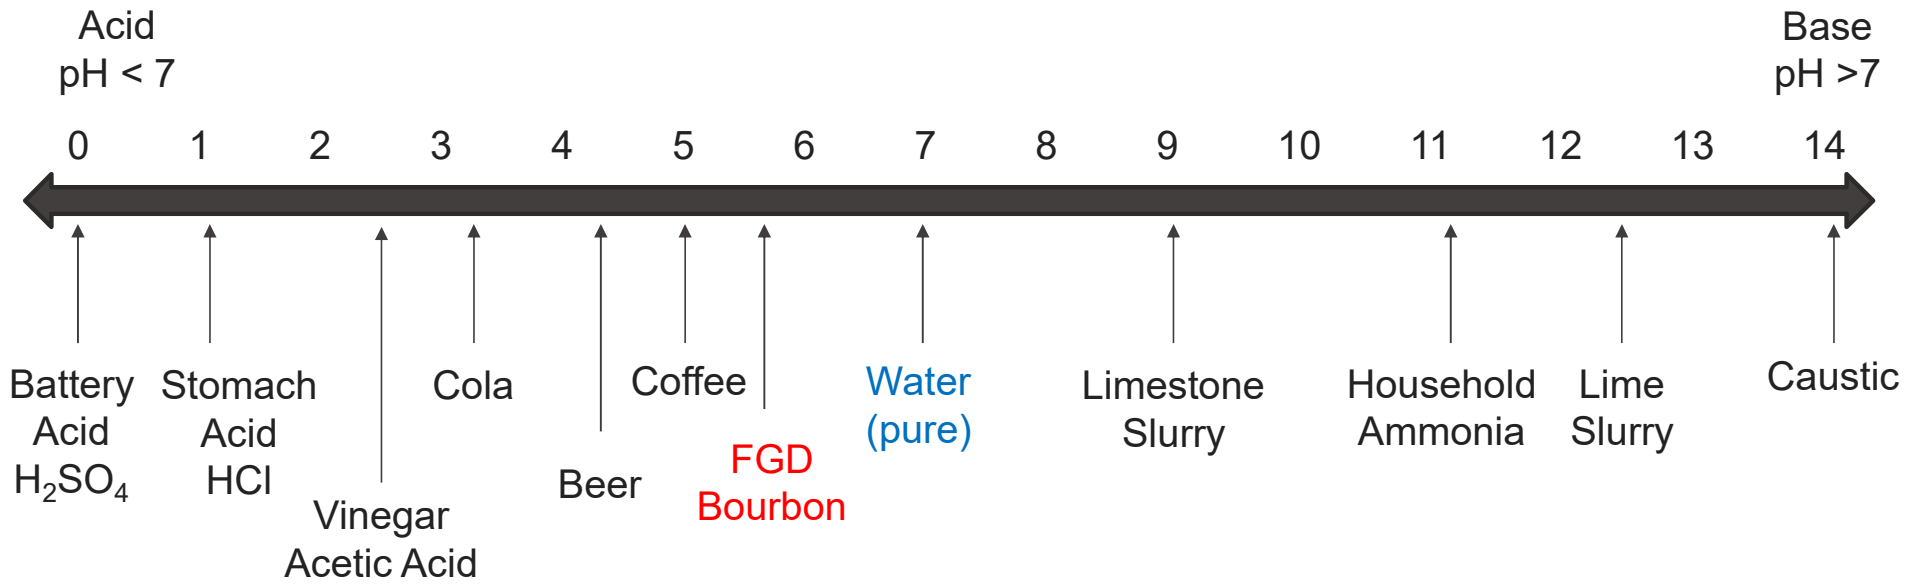 Acid
pH < 7
Base
pH >7
0 1 2 3 4 5 6 7 8 9 10 11 12 13 14
Battery
Acid
H₂SO₄
Stomach
Acid
HCl
Vinegar
Acetic Acid
Cola
Beer
Coffee
FGD
Bourbon
Water
(pure)
Limestone
Slurry
Household
Ammonia
Lime
Slurry
Caustic